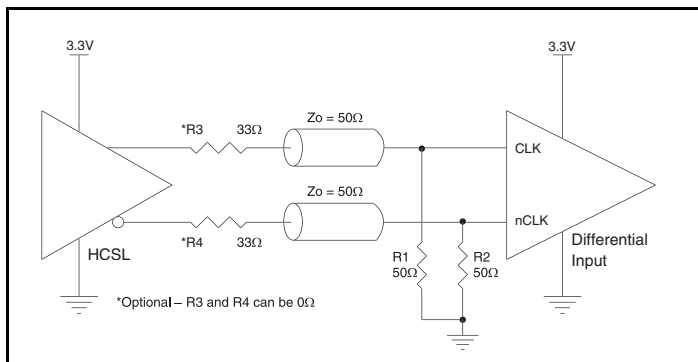 3.3V
3.3V
*R3
33Ω
Zo = 50Ω
CLK
Zo = 50Ω
nCLK
*R4
33Ω
HCSL
R1
50Ω
R2
50Ω
Differential
Input
*Optional – R3 and R4 can be 0Ω